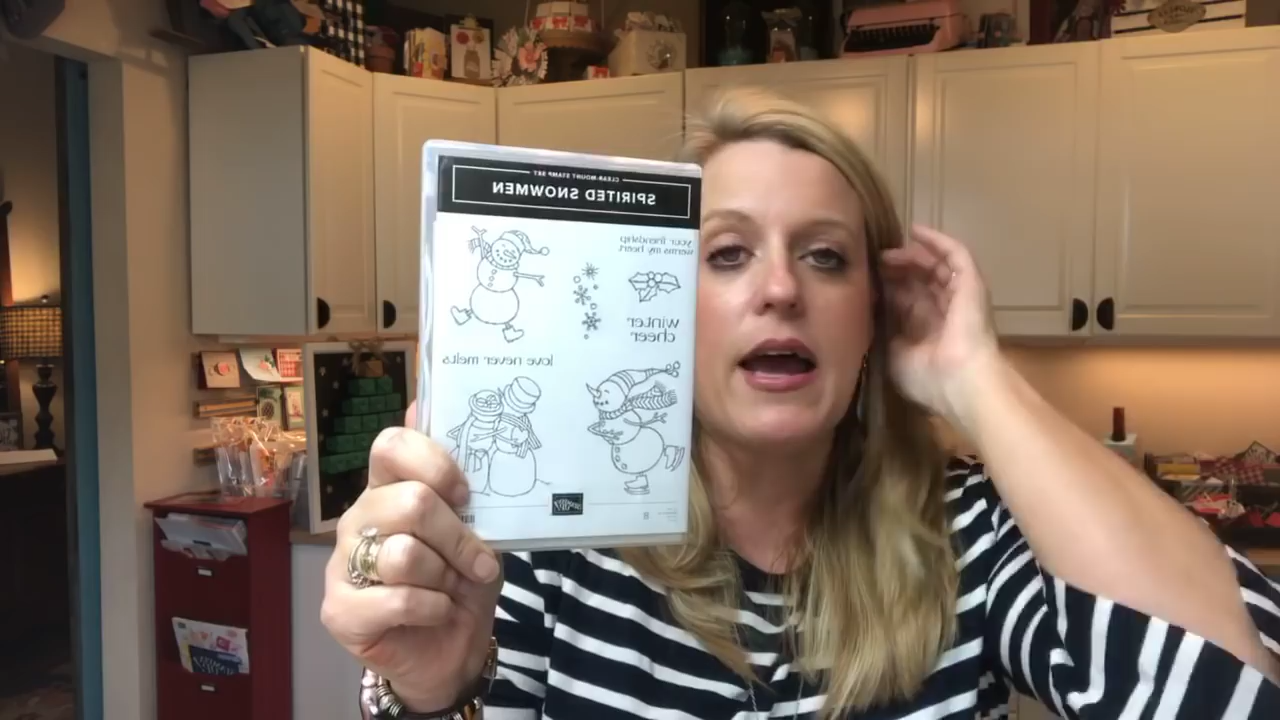 CLEAR MOUNT STAMP SET
SPIRITED SNOWMEN
your friendship
warms my heart
winter
cheer
love never melts